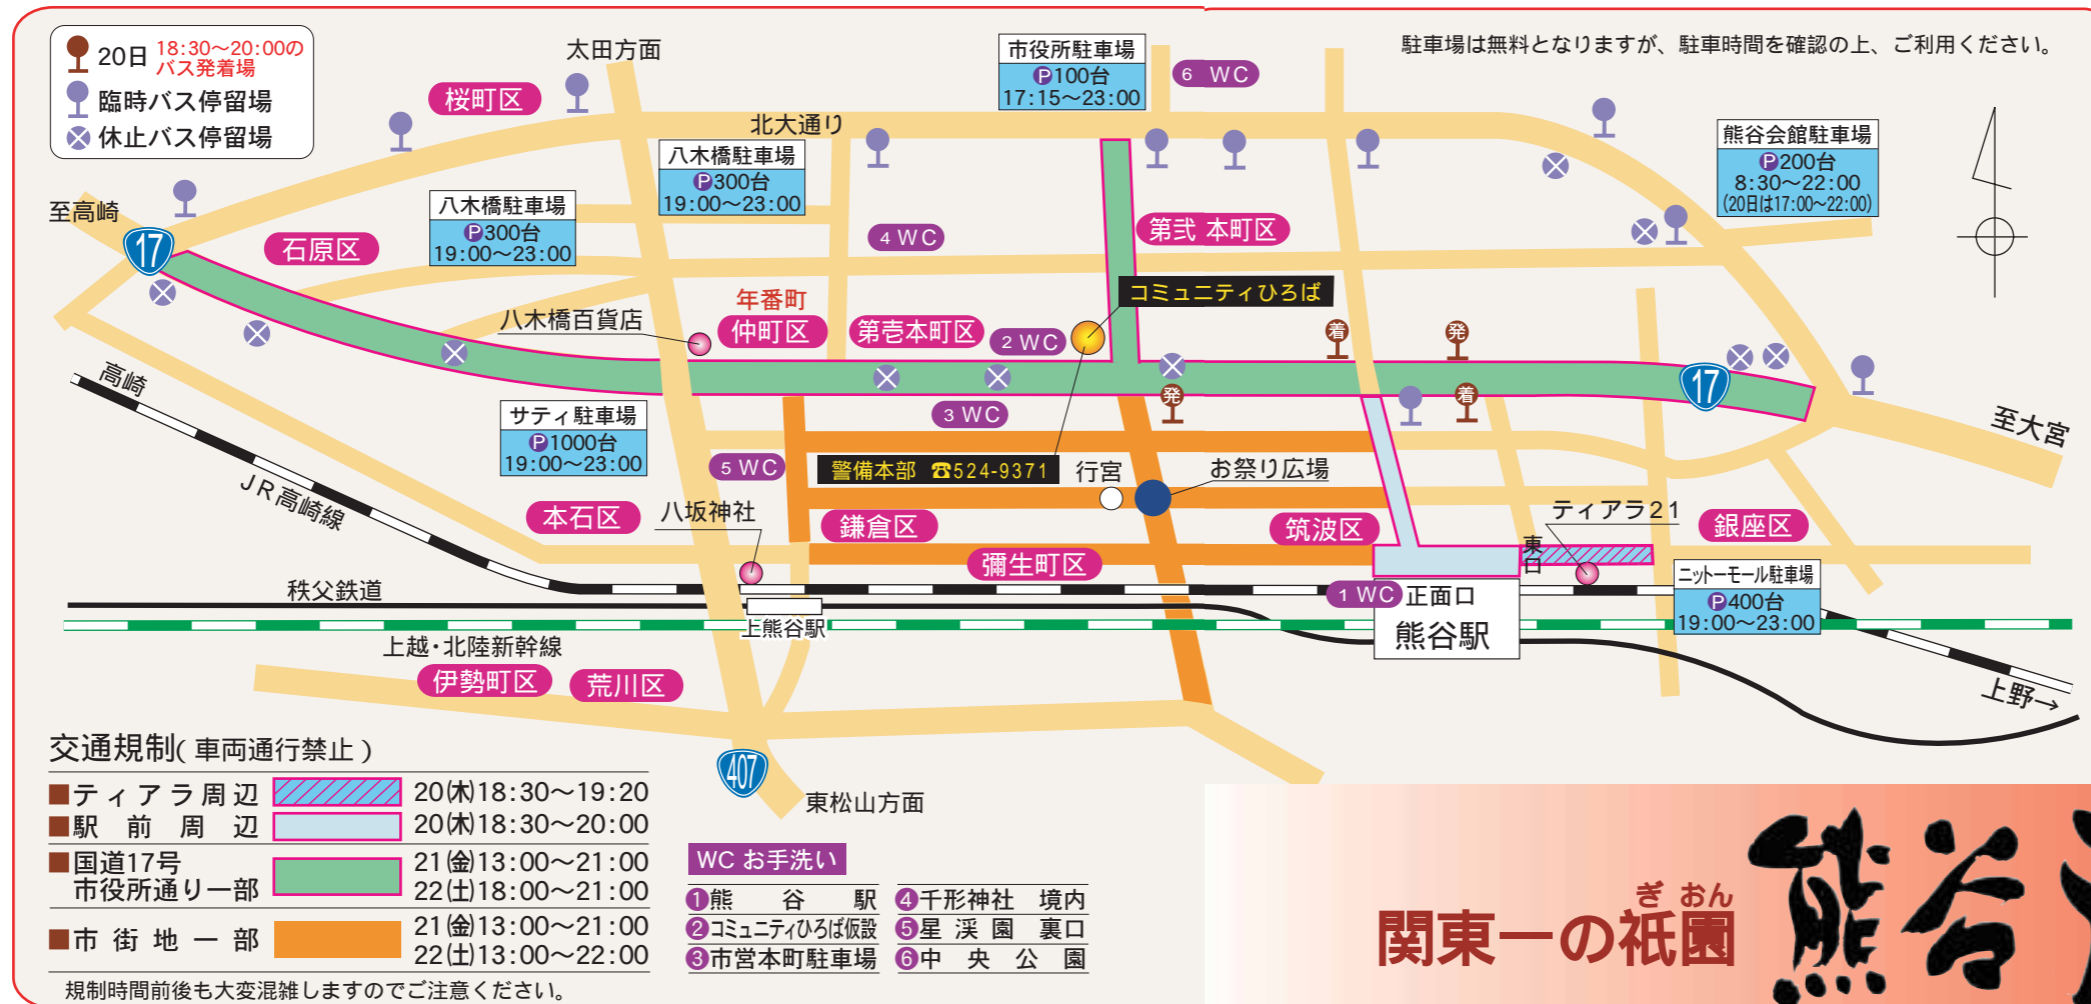 20日 18:30～20:00の
バス発着場
臨時バス停留場
休止バス停留場
太田方面
桜町区
北大通り
市役所駐車場
P100台
17:15～23:00
6 WC
駐車場は無料となりますが、駐車時間を確認の上、ご利用ください。
熊谷会館駐車場
P200台
8:30～22:00
(20日は17:00～22:00)
八木橋駐車場
P300台
19:00～23:00
八木橋駐車場
P300台
19:00～23:00
至高崎
17
石原区
4 WC
第弐 本町区
コミュニティひろば
年番町
仲町区
八木橋百貨店
第壱本町区
2 WC
着
発
17
高崎
サティ駐車場
P1000台
19:00～23:00
3 WC
発
着
至大宮
5 WC
警備本部 ☎524-9371
行宮
お祭り広場
JR高崎線
本石区
八坂神社
鎌倉区
筑波区
ティアラ21
銀座区
彌生町区
東口
秩父鉄道
上熊谷駅
1 WC
正面口
熊谷駅
ニットーモール駐車場
P400台
19:00～23:00
上越・北陸新幹線
伊勢町区
荒川区
上野→
407
東松山方面
交通規制(車両通行禁止)
■ティアラ周辺 20(木)18:30～19:20
■駅前周辺 20(木)18:30～20:00
■国道17号 21(金)13:00～21:00
市役所通り一部 22(土)18:00～21:00
■市街地一部 21(金)13:00～21:00
22(土)13:00～22:00
規制時間前後も大変混雑しますのでご注意ください。
WC お手洗い
1熊谷駅
2コミュニティひろば仮設
3市営本町駐車場
4千形神社 境内
5星渓園 裏口
6中央公園
ぎおん
関東一の祇園
熊谷